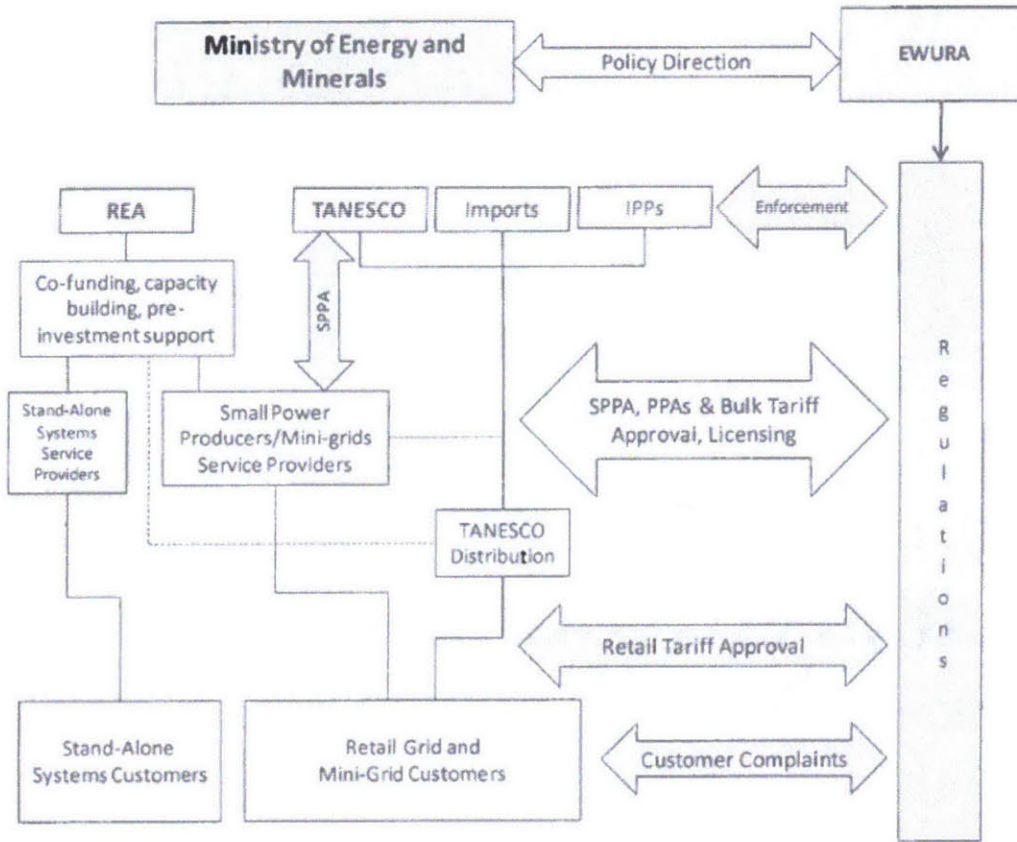 Ministry of Energy and
Minerals
Policy Direction
EWURA
REA
TANESCO
Imports
IPPs
Enforcement
Co-funding, capacity
building, pre-
investment support
SPPA
Stand-Alone
Systems
Service
Providers
Small Power
Producers/Mini-grids
Service Providers
SPPA, PPAs & Bulk Tariff
Approval, Licensing
Regulations
TANESCO
Distribution
Retail Tariff Approval
Stand-Alone
Systems Customers
Retail Grid and
Mini-Grid Customers
Customer Complaints